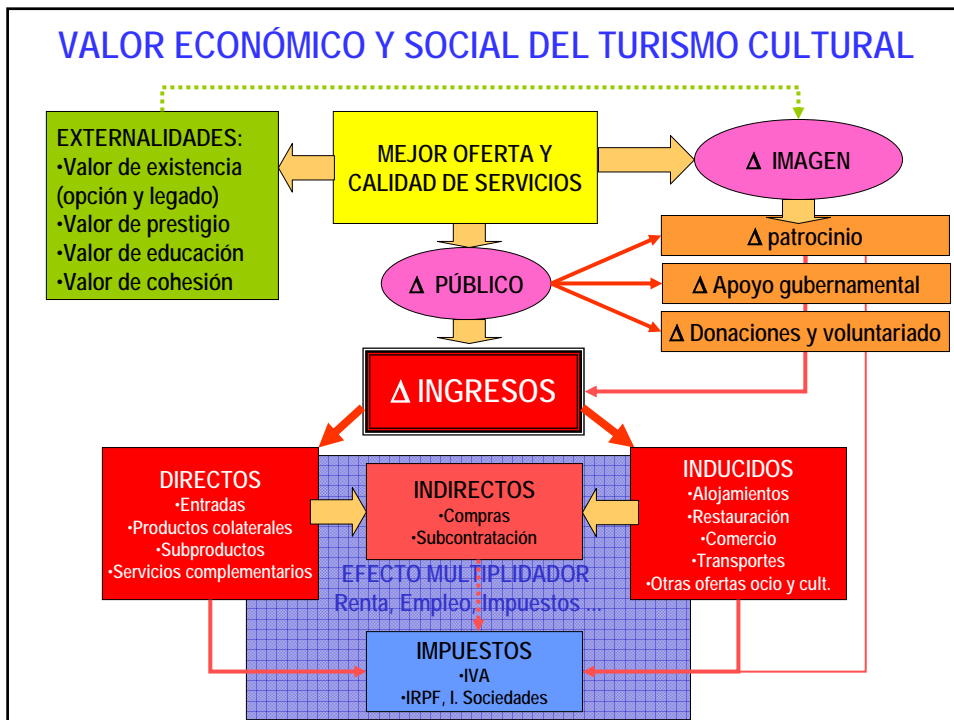 VALOR ECONÓMICO Y SOCIAL DEL TURISMO CULTURAL
EXTERNALIDADES:
•Valor de existencia
(opción y legado)
•Valor de prestigio
•Valor de educación
•Valor de cohesión
MEJOR OFERTA Y
CALIDAD DE SERVICIOS
Δ IMAGEN
Δ patrocinio
Δ PÚBLICO
Δ Apoyo gubernamental
Δ Donaciones y voluntariado
Δ INGRESOS
DIRECTOS
•Entradas
•Productos colaterales
•Subproductos
•Servicios complementarios
INDIRECTOS
•Compras
•Subcontratación
INDUCIDOS
•Alojamientos
•Restauración
•Comercio
•Transportes
•Otras ofertas ocio y cult.
EFECTO MULTIPLIDADOR
Renta, Empleo, Impuestos ...
IMPUESTOS
•IVA
•IRPF, I. Sociedades